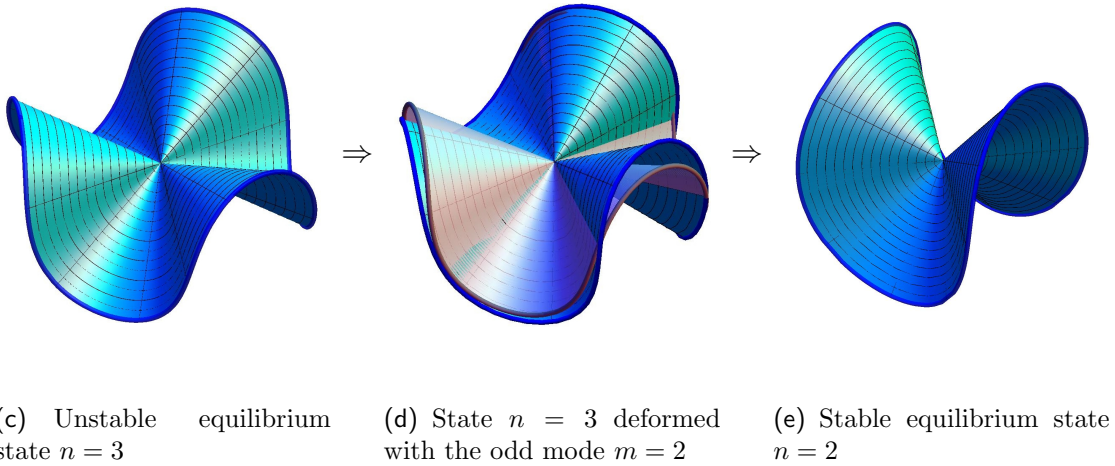 ⇒ ⇒
(c) Unstable equilibrium
state n = 3
(d) State n = 3 deformed
with the odd mode m = 2
(e) Stable equilibrium state
n = 2